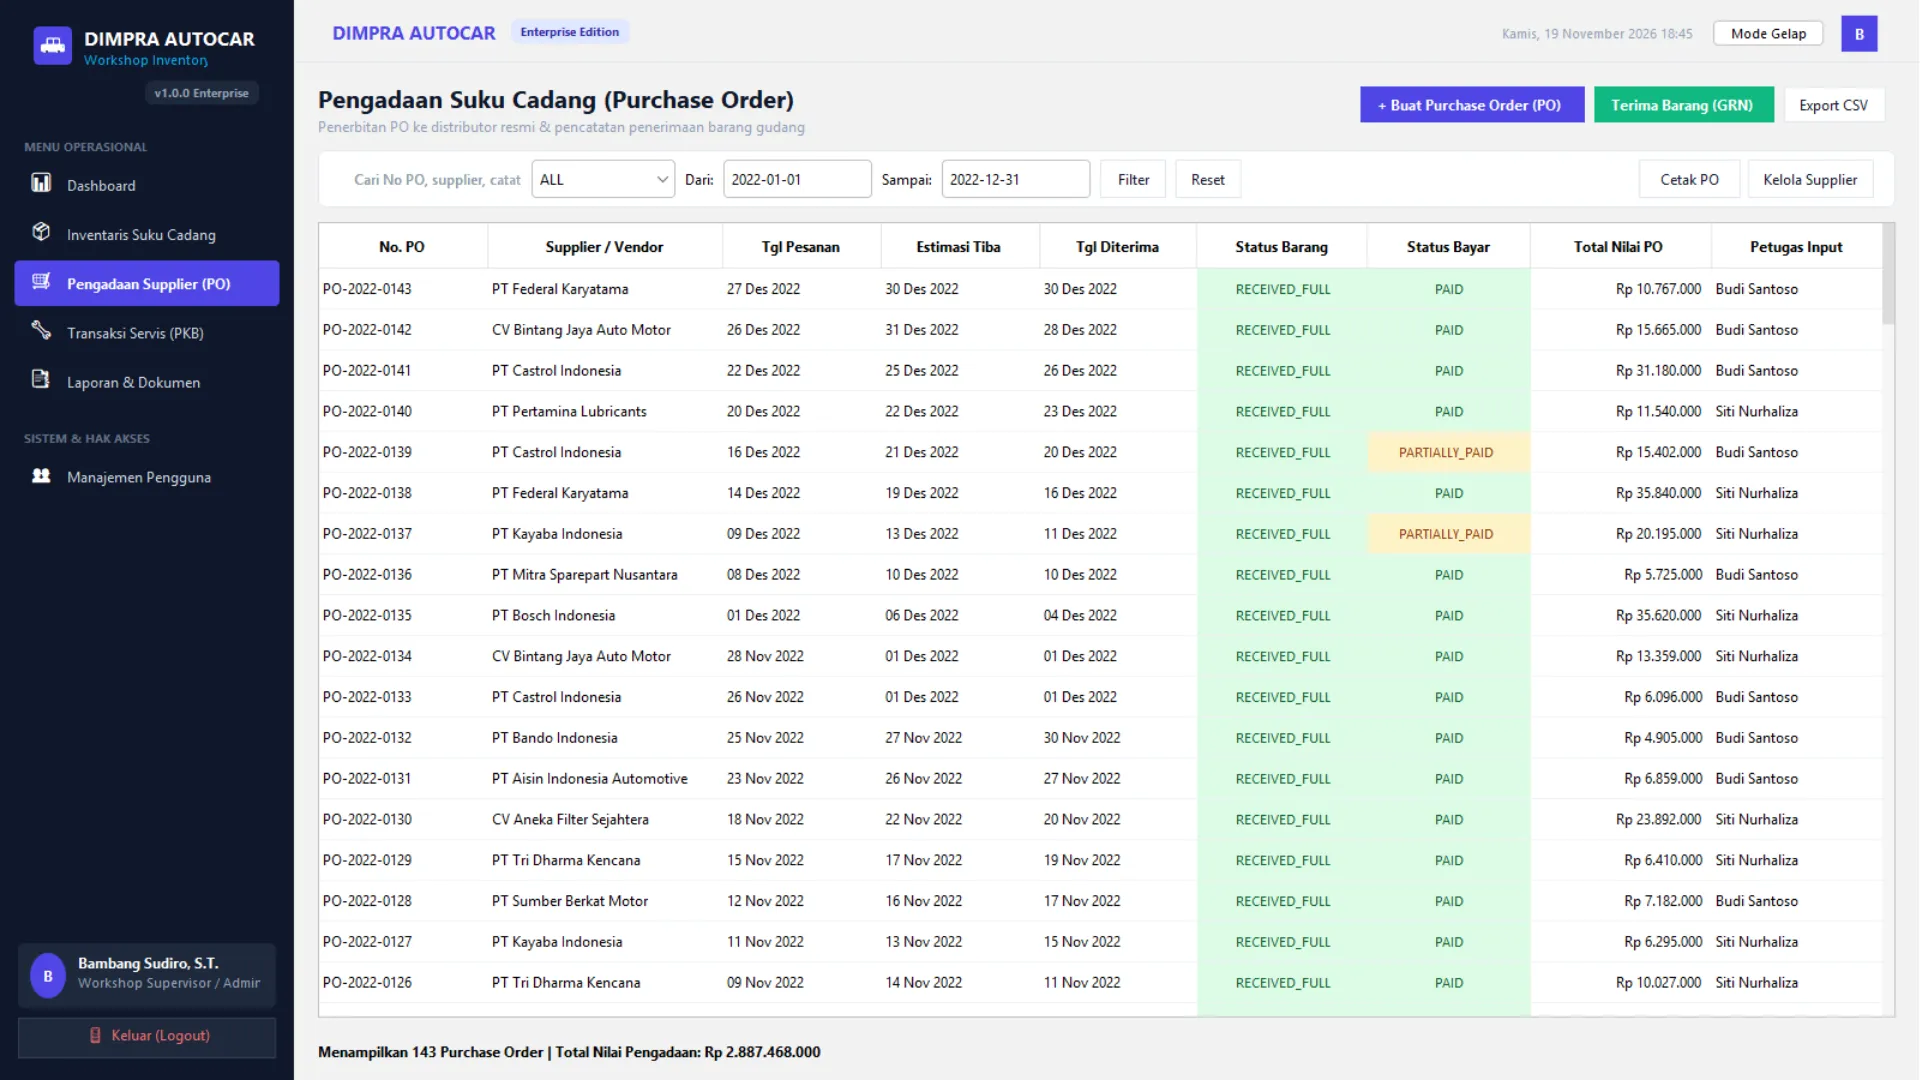 DIMPRA AUTOCAR
Workshop Inventory
v1.0.0 Enterprise
MENU OPERASIONAL
Dashboard
Inventaris Suku Cadang
Pengadaan Supplier (PO)
Transaksi Servis (PKB)
Laporan & Dokumen
SISTEM & HAK AKSES
Manajemen Pengguna
B
Bambang Sudiro, S.T.
Workshop Supervisor / Admin
Keluar (Logout)
DIMPRA AUTOCAR Enterprise Edition Kamis, 19 November 2026 18:45 Mode Gelap B
Pengadaan Suku Cadang (Purchase Order)
Penerbitan PO ke distributor resmi & pencatatan penerimaan barang gudang
+ Buat Purchase Order (PO) Terima Barang (GRN) Export CSV
Cari No PO, supplier, catat ALL Dari: 2022-01-01 Sampai: 2022-12-31 Filter Reset Cetak PO Kelola Supplier
No. PO Supplier / Vendor Tgl Pesanan Estimasi Tiba Tgl Diterima Status Barang Status Bayar Total Nilai PO Petugas Input
PO-2022-0143 PT Federal Karyatama 27 Des 2022 30 Des 2022 30 Des 2022 RECEIVED_FULL PAID Rp 10.767.000 Budi Santoso
PO-2022-0142 CV Bintang Jaya Auto Motor 26 Des 2022 31 Des 2022 28 Des 2022 RECEIVED_FULL PAID Rp 15.665.000 Budi Santoso
PO-2022-0141 PT Castrol Indonesia 22 Des 2022 25 Des 2022 26 Des 2022 RECEIVED_FULL PAID Rp 31.180.000 Budi Santoso
PO-2022-0140 PT Pertamina Lubricants 20 Des 2022 22 Des 2022 23 Des 2022 RECEIVED_FULL PAID Rp 11.540.000 Siti Nurhaliza
PO-2022-0139 PT Castrol Indonesia 16 Des 2022 21 Des 2022 20 Des 2022 RECEIVED_FULL PARTIALLY_PAID Rp 15.402.000 Budi Santoso
PO-2022-0138 PT Federal Karyatama 14 Des 2022 19 Des 2022 16 Des 2022 RECEIVED_FULL PAID Rp 35.840.000 Siti Nurhaliza
PO-2022-0137 PT Kayaba Indonesia 09 Des 2022 13 Des 2022 11 Des 2022 RECEIVED_FULL PARTIALLY_PAID Rp 20.195.000 Siti Nurhaliza
PO-2022-0136 PT Mitra Sparepart Nusantara 08 Des 2022 10 Des 2022 10 Des 2022 RECEIVED_FULL PAID Rp 5.725.000 Budi Santoso
PO-2022-0135 PT Bosch Indonesia 01 Des 2022 06 Des 2022 04 Des 2022 RECEIVED_FULL PAID Rp 35.620.000 Siti Nurhaliza
PO-2022-0134 CV Bintang Jaya Auto Motor 28 Nov 2022 01 Des 2022 01 Des 2022 RECEIVED_FULL PAID Rp 13.359.000 Siti Nurhaliza
PO-2022-0133 PT Castrol Indonesia 26 Nov 2022 01 Des 2022 01 Des 2022 RECEIVED_FULL PAID Rp 6.096.000 Budi Santoso
PO-2022-0132 PT Bando Indonesia 25 Nov 2022 27 Nov 2022 30 Nov 2022 RECEIVED_FULL PAID Rp 4.905.000 Budi Santoso
PO-2022-0131 PT Aisin Indonesia Automotive 23 Nov 2022 26 Nov 2022 27 Nov 2022 RECEIVED_FULL PAID Rp 6.859.000 Budi Santoso
PO-2022-0130 CV Aneka Filter Sejahtera 18 Nov 2022 22 Nov 2022 20 Nov 2022 RECEIVED_FULL PAID Rp 23.892.000 Siti Nurhaliza
PO-2022-0129 PT Tri Dharma Kencana 15 Nov 2022 17 Nov 2022 19 Nov 2022 RECEIVED_FULL PAID Rp 6.410.000 Siti Nurhaliza
PO-2022-0128 PT Sumber Berkat Motor 12 Nov 2022 16 Nov 2022 17 Nov 2022 RECEIVED_FULL PAID Rp 7.182.000 Budi Santoso
PO-2022-0127 PT Kayaba Indonesia 11 Nov 2022 13 Nov 2022 15 Nov 2022 RECEIVED_FULL PAID Rp 6.295.000 Siti Nurhaliza
PO-2022-0126 PT Tri Dharma Kencana 09 Nov 2022 14 Nov 2022 11 Nov 2022 RECEIVED_FULL PAID Rp 10.027.000 Siti Nurhaliza
Menampilkan 143 Purchase Order | Total Nilai Pengadaan: Rp 2.887.468.000